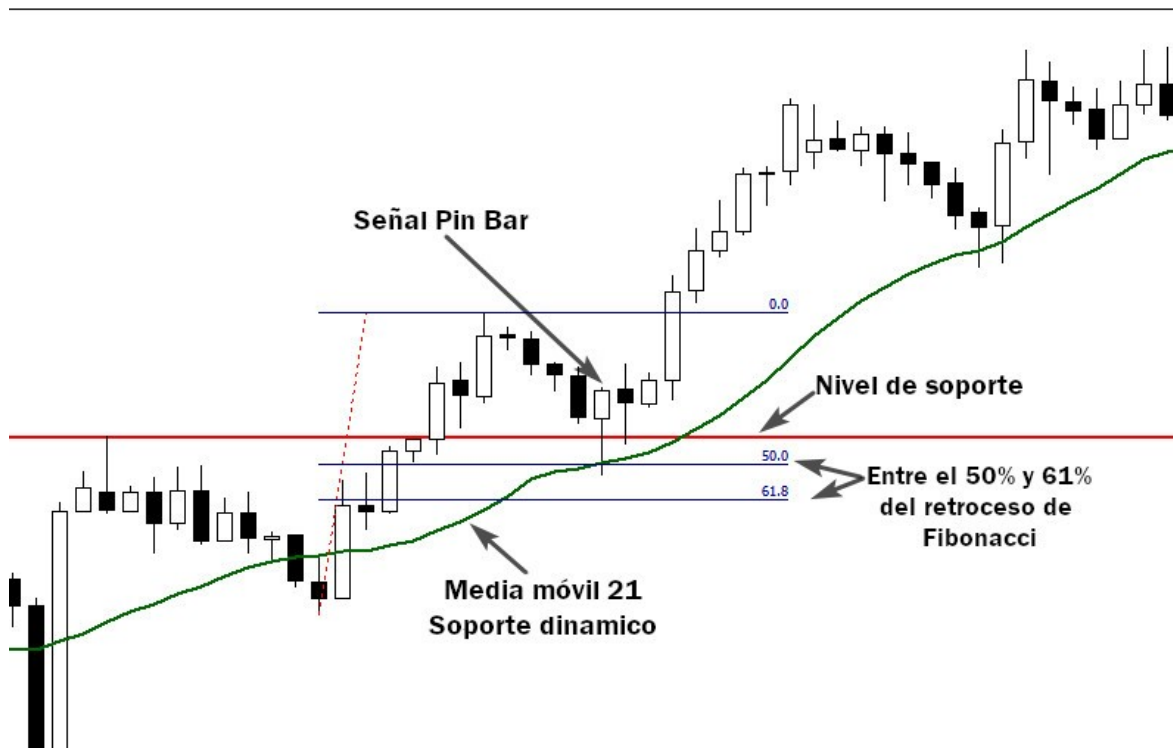 Señal Pin Bar
0.0
Nivel de soporte
50.0
Entre el 50% y 61%
del retroceso de
Fibonacci
61.8
Media móvil 21
Soporte dinamico